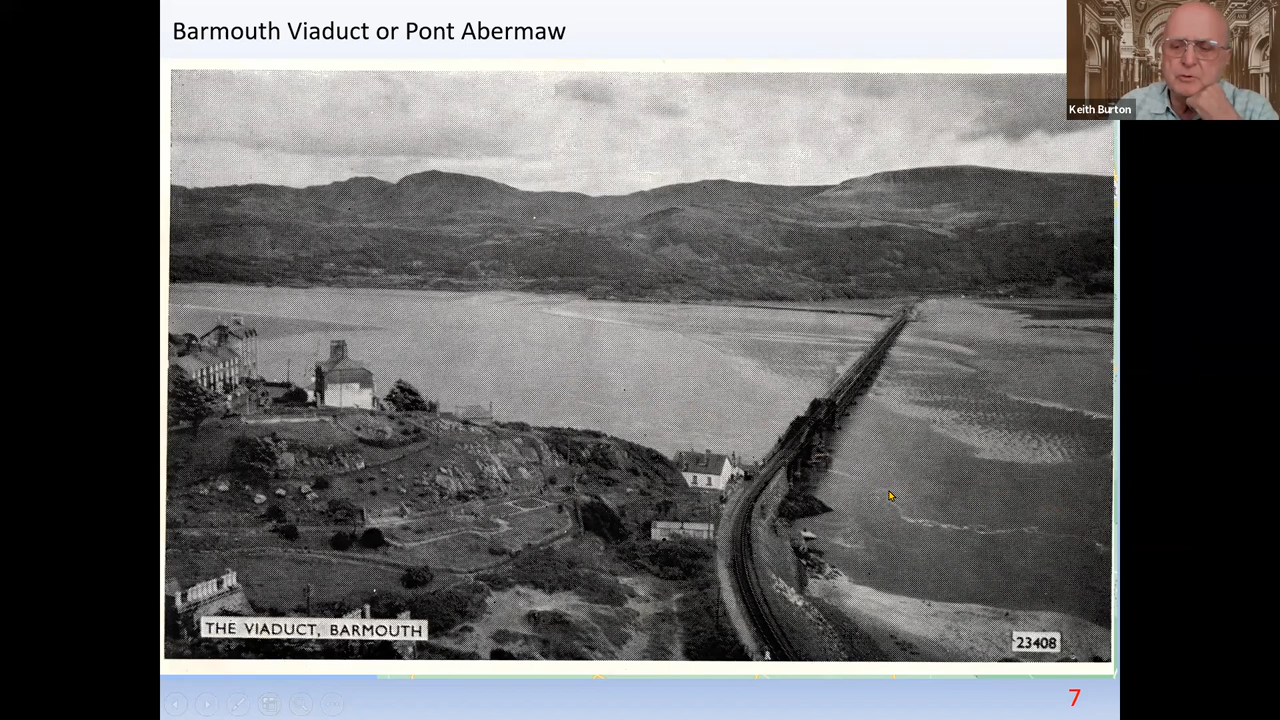 Barmouth Viaduct or Pont Abermaw
Keith Burton
THE VIADUCT, BARMOUTH
23408
7